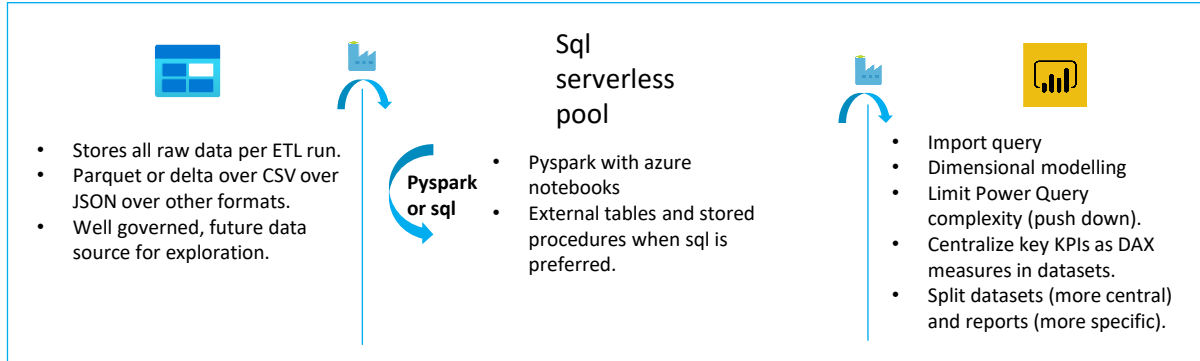 • Stores all raw data per ETL run.
• Parquet or delta over CSV over
JSON over other formats.
• Well governed, future data
source for exploration.
Pyspark
or sql
Sql
serverless
pool
• Pyspark with azure
notebooks
• External tables and stored
procedures when sql is
preferred.
• Import query
• Dimensional modelling
• Limit Power Query
complexity (push down).
• Centralize key KPIs as DAX
measures in datasets.
• Split datasets (more central)
and reports (more specific).